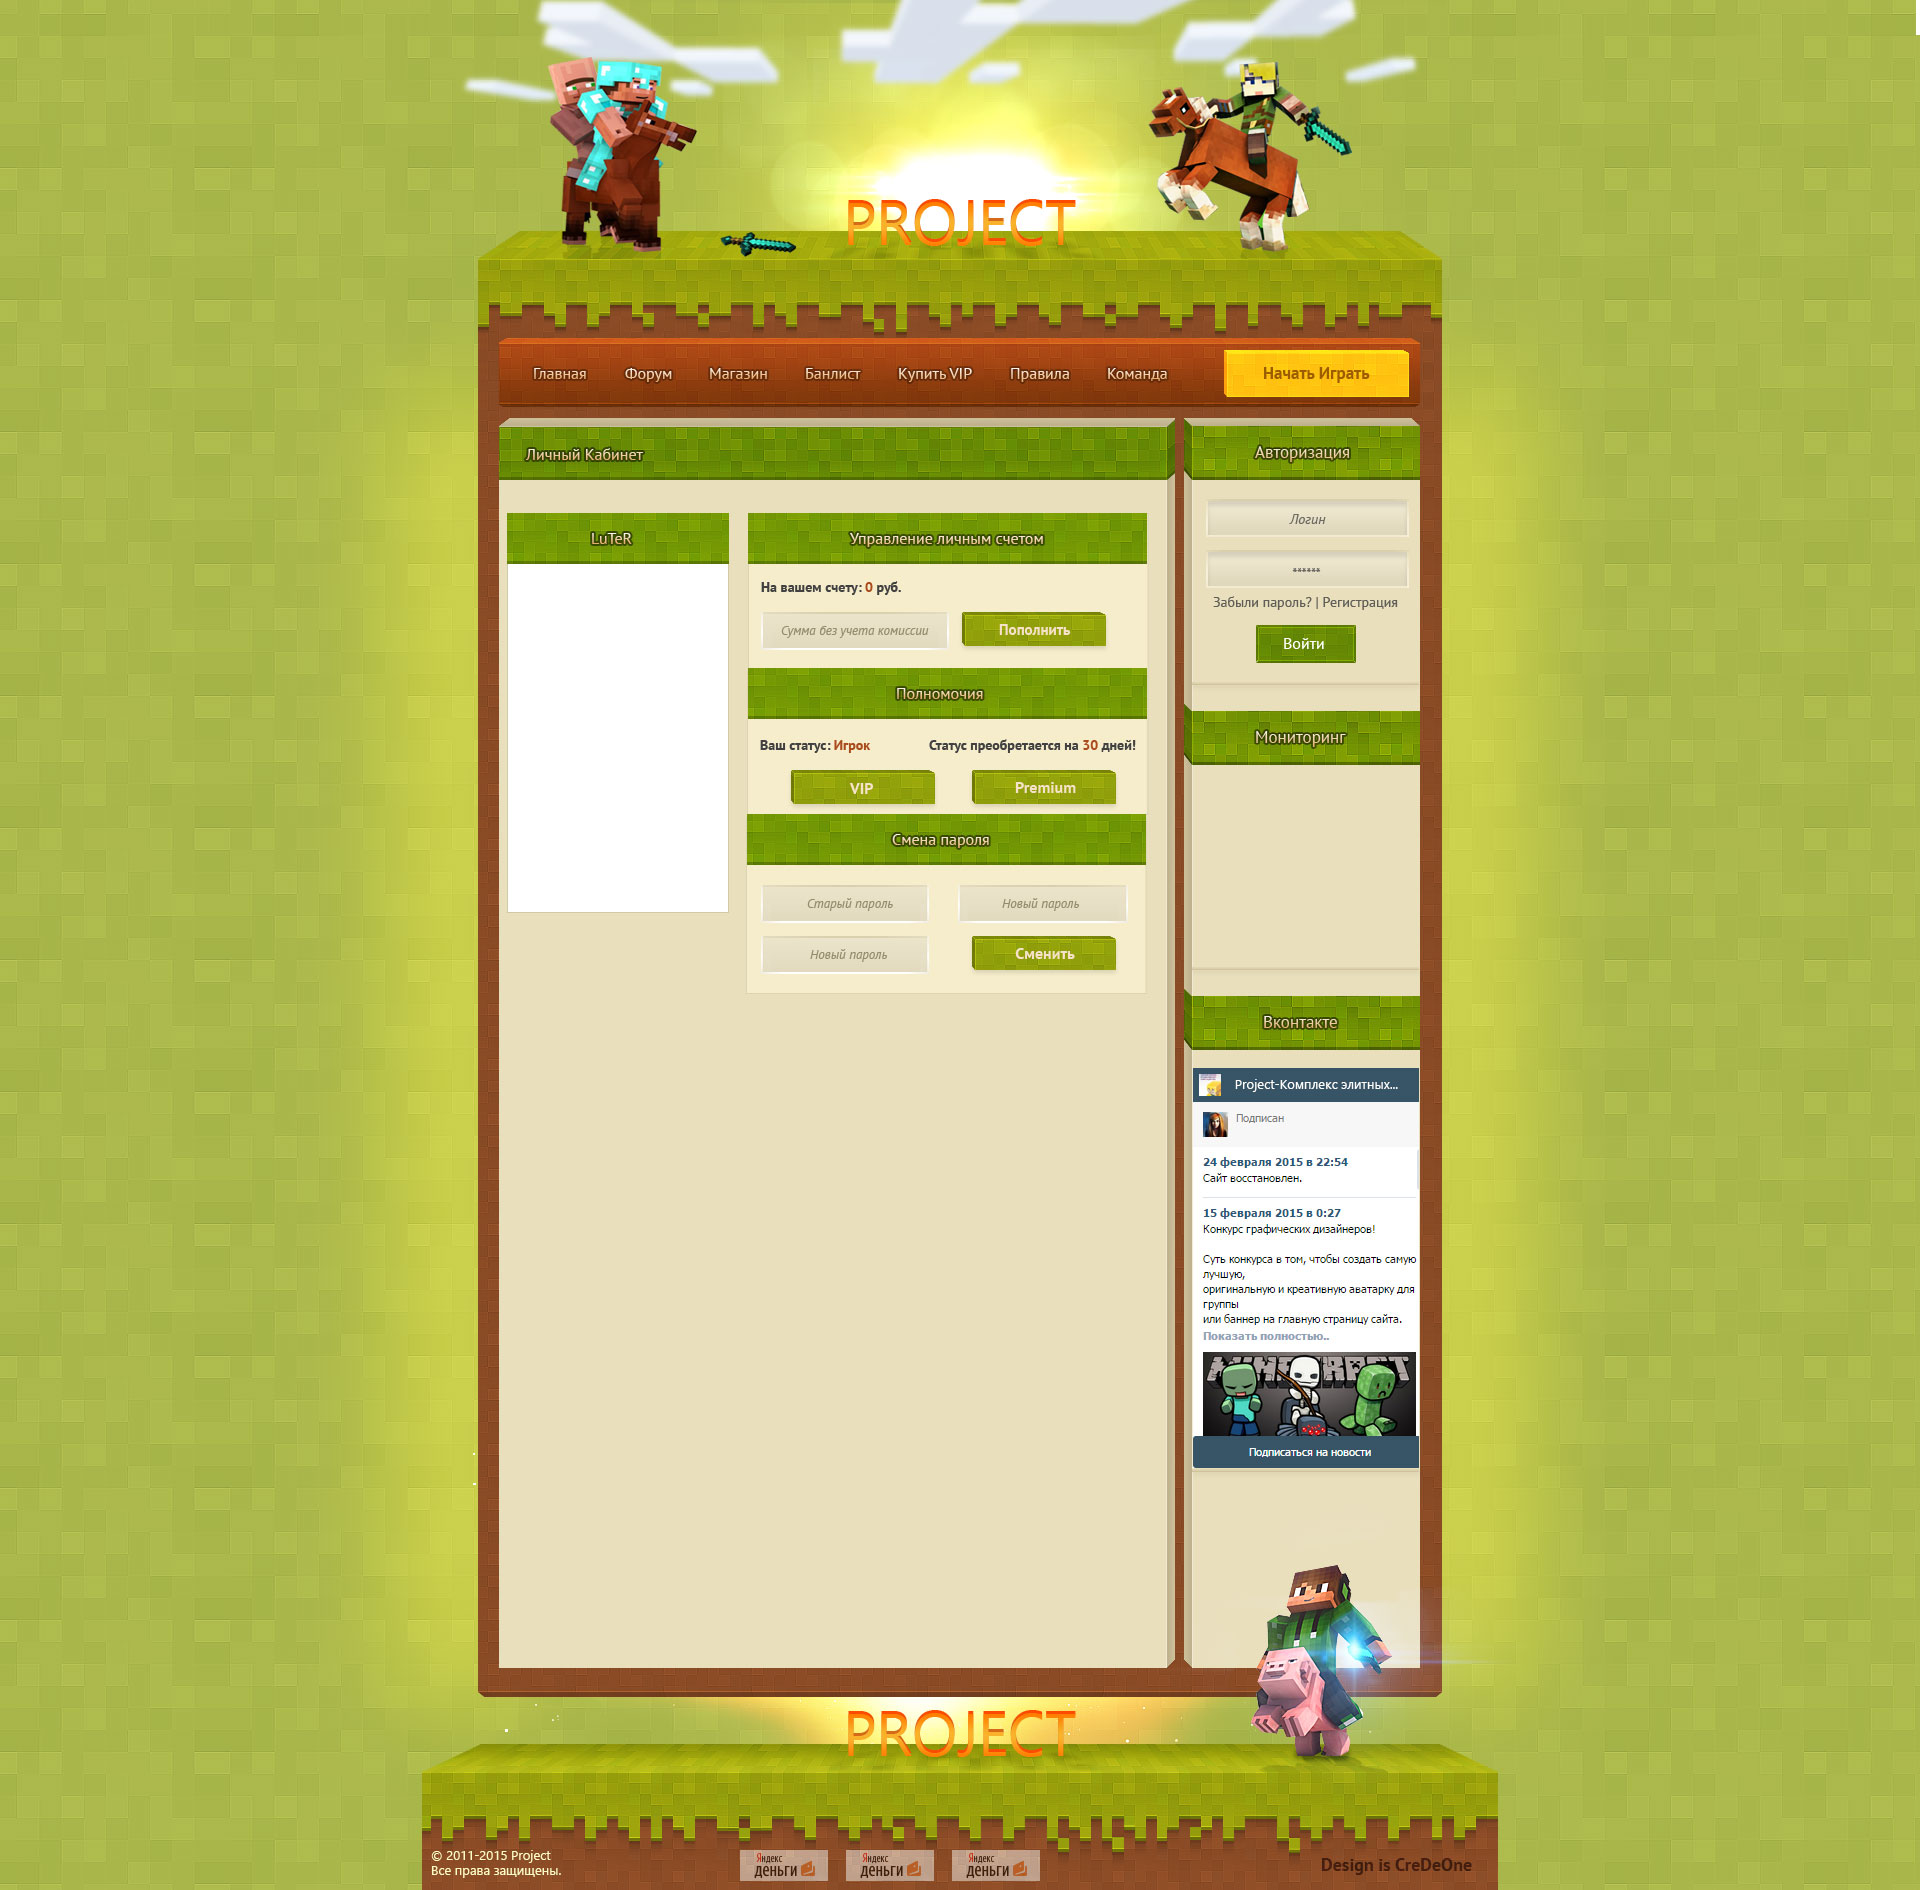 PROJECT
Главная Форум Магазин Банлист Купить VIP Правила Команда Начать Играть
Личный Кабинет
LuTeR
Управление личным счетом
На вашем счету: 0 руб.
Сумма без учета комиссии Пополнить
Полномочия
Ваш статус: Игрок Статус преобретается на 30 дней!
VIP Premium
Смена пароля
Старый пароль Новый пароль
Новый пароль Сменить
Авторизация
Логин
******
Забыли пароль? | Регистрация
Войти
Мониторинг
Вконтакте
Project-Комплекс элитных...
Подписан
24 февраля 2015 в 22:54
Сайт восстановлен.
15 февраля 2015 в 0:27
Конкурс графических дизайнеров!
Суть конкурса в том, чтобы создать самую
лучшую,
оригинальную и креативную аватарку для
группы
или баннер на главную страницу сайта.
Показать полностью..
MINECRAFT
Подписаться на новости
PROJECT
© 2011-2015 Project
Все права защищены.
Яндекс
деньги
Яндекс
деньги
Яндекс
деньги
Design is CreDeOne